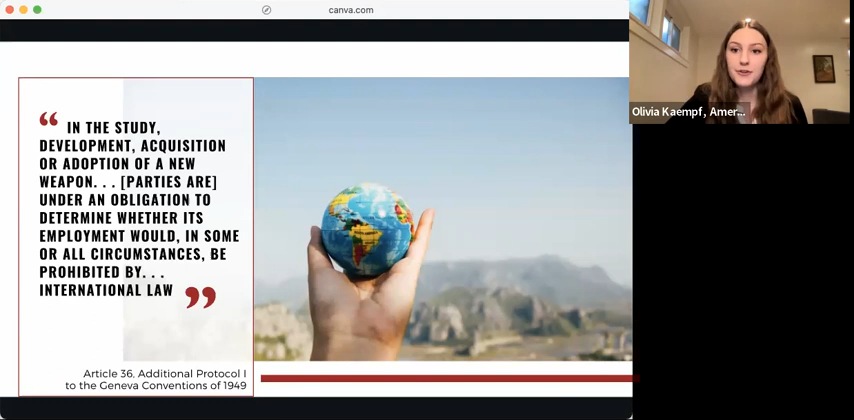 canva.com
“ IN THE STUDY,
DEVELOPMENT, ACQUISITION
OR ADOPTION OF A NEW
WEAPON. . . [PARTIES ARE]
UNDER AN OBLIGATION TO
DETERMINE WHETHER ITS
EMPLOYMENT WOULD, IN SOME
OR ALL CIRCUMSTANCES, BE
PROHIBITED BY. . .
INTERNATIONAL LAW ”
Article 36, Additional Protocol I
to the Geneva Conventions of 1949
Olivia Kaempf, Amer...